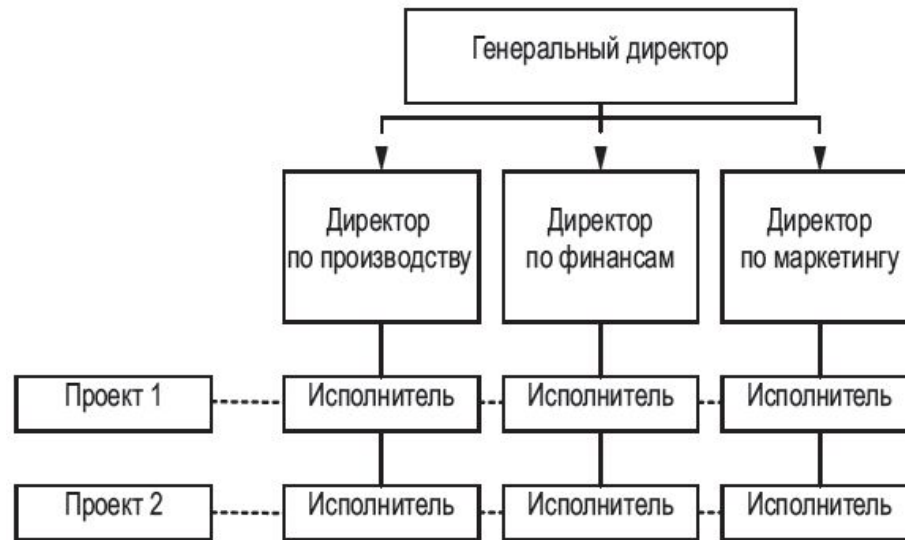 Генеральный директор
Директор
по производству
Директор
по финансам
Директор
по маркетингу
Проект 1
Исполнитель
Исполнитель
Исполнитель
Проект 2
Исполнитель
Исполнитель
Исполнитель